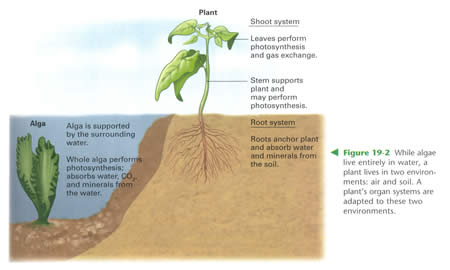 Plant
Shoot system
Leaves perform
photosynthesis
and gas exchange.
Stem supports
plant and
may perform
photosynthesis.
Root system
Roots anchor plant
and absorb water
and minerals from
the soil.
Alga
Alga is supported
by the surrounding
water.
Whole alga performs
photosynthesis;
absorbs water, CO₂,
and minerals from
the water.
◀ Figure 19-2 While algae
live entirely in water, a
plant lives in two environ-
ments: air and soil. A
plant's organ systems are
adapted to these two
environments.